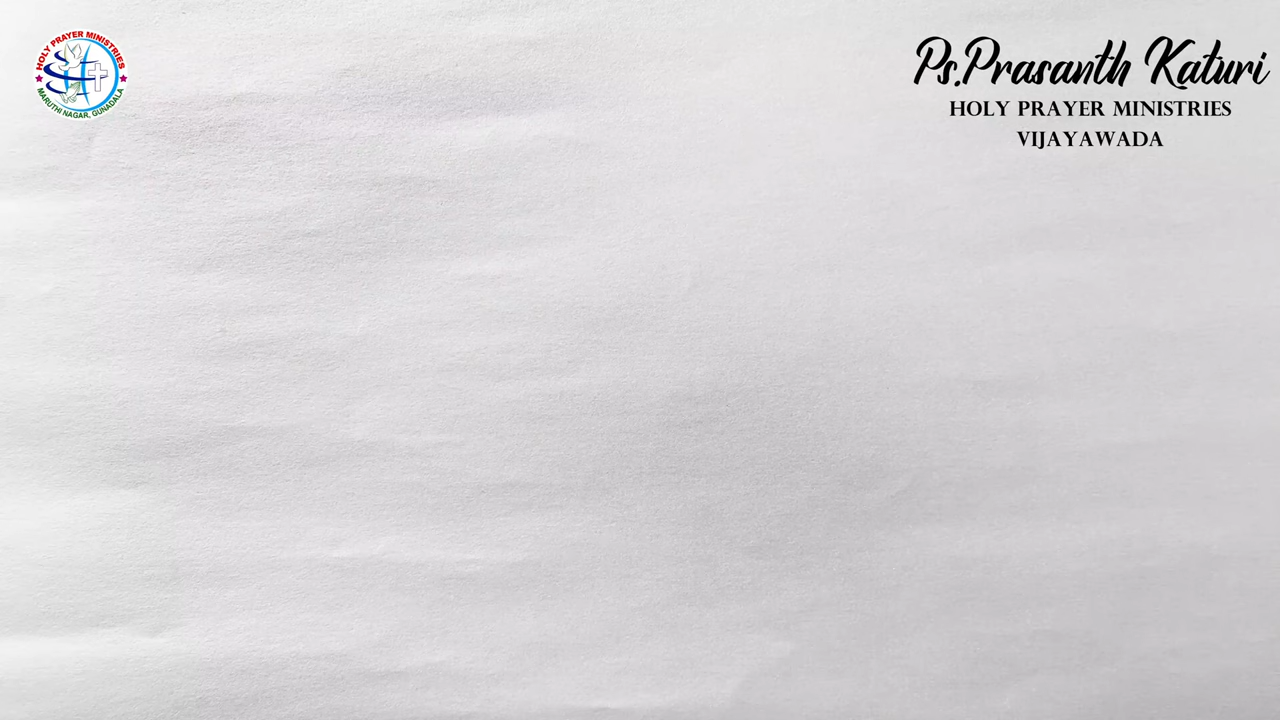 HOLY PRAYER MINISTRIES
MARUTHI NAGAR, GUNADALA
Ps.Prasanth Katuri
HOLY PRAYER MINISTRIES
VIJAYAWADA